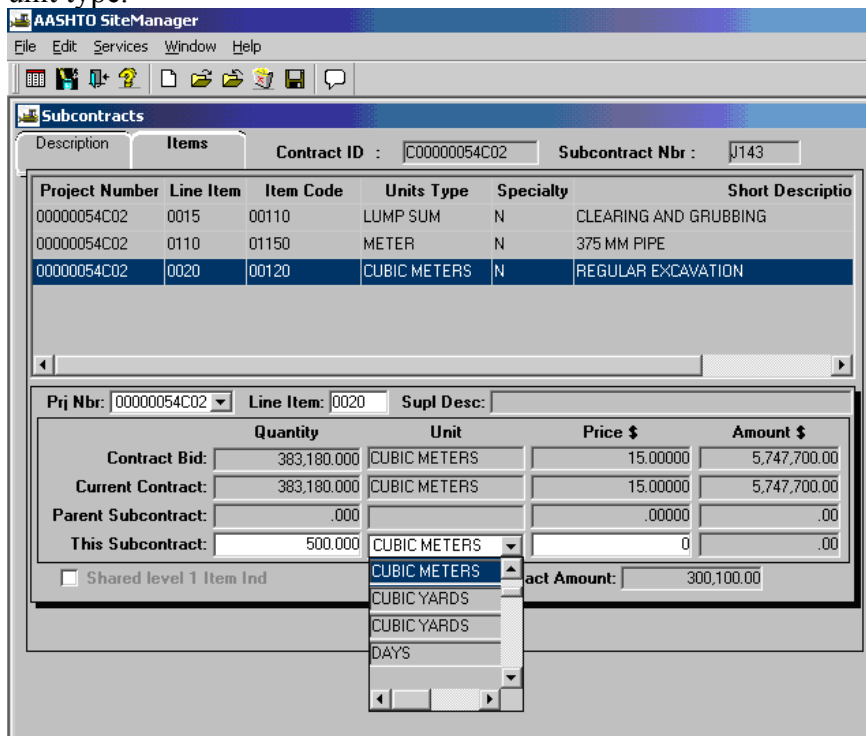 unit type.
AASHTO SiteManager
File Edit Services Window Help
Subcontracts
Description Items Contract ID : C00000054C02 Subcontract Nbr : J143
Project Number Line Item Item Code Units Type Specialty Short Descriptio
00000054C02 0015 00110 LUMP SUM N CLEARING AND GRUBBING
00000054C02 0110 01150 METER N 375 MM PIPE
00000054C02 0020 00120 CUBIC METERS N REGULAR EXCAVATION
Prj Nbr: 00000054C02 Line Item: 0020 Supl Desc:
Quantity Unit Price $ Amount $
Contract Bid: 383,180.000 CUBIC METERS 15.00000 5,747,700.00
Current Contract: 383,180.000 CUBIC METERS 15.00000 5,747,700.00
Parent Subcontract: .000 .00000 .00
This Subcontract: 500.000 CUBIC METERS 0 .00
Shared level 1 Item Ind CUBIC METERS act Amount: 300,100.00
CUBIC YARDS
CUBIC YARDS
DAYS